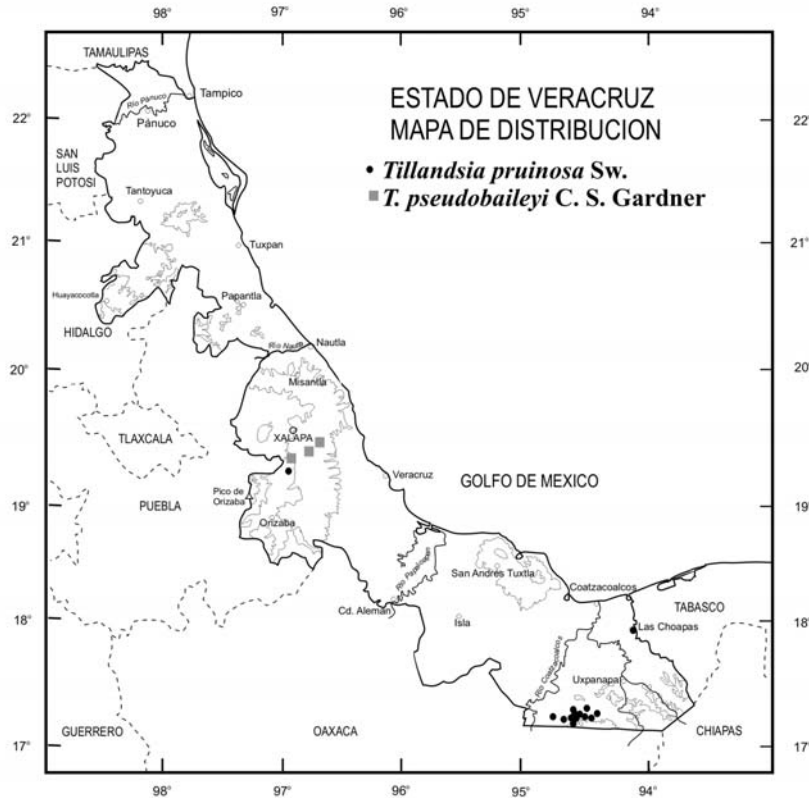 98° 97° 96° 95° 94°
TAMAULIPAS
Río Pánuco
Tampico
22°
22°
Pánuco
ESTADO DE VERACRUZ
MAPA DE DISTRIBUCION
SAN
LUIS
POTOSI
Tillandsia pruinosa Sw.
T. pseudobaileyi C. S. Gardner
Tantoyuca
21°
21°
Tuxpan
Huayacocotla
Papantla
HIDALGO
Río Nautla
Nautla
20°
20°
Misantla
XALAPA
TLAXCALA
Veracruz
GOLFO DE MEXICO
PUEBLA
Pico de
Orizaba
19°
19°
Orizaba
Río Papaloapan
San Andrés Tuxtla
Coatzacoalcos
TABASCO
Cd. Alemán
18°
18°
Isla
Las Choapas
Río Coatzacoalcos
Uxpanapa
GUERRERO
OAXACA
CHIAPAS
17°
17°
98° 97° 96° 95° 94°